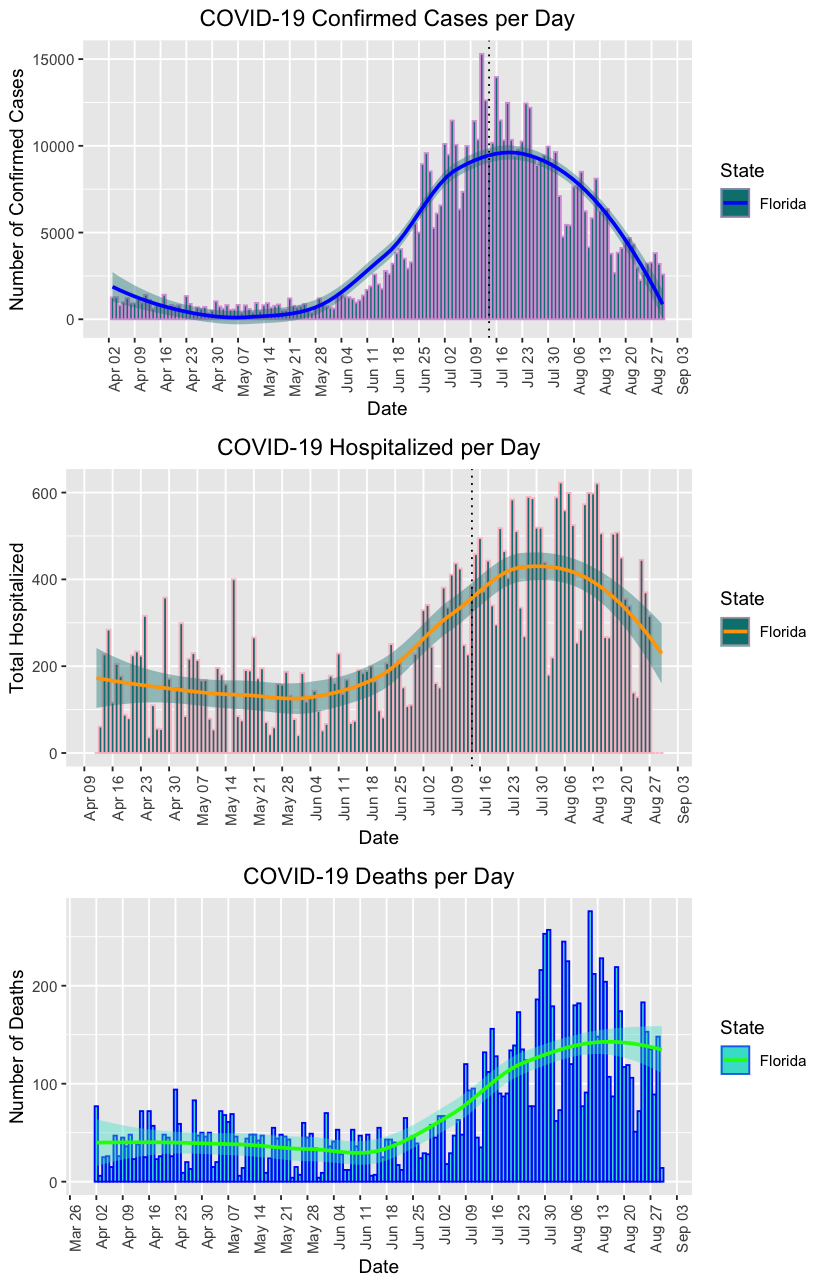 COVID-19 Confirmed Cases per Day
Number of Confirmed Cases
15000
10000
5000
0
Apr 02
Apr 09
Apr 16
Apr 23
Apr 30
May 07
May 14
May 21
May 28
Jun 04
Jun 11
Jun 18
Jun 25
Jul 02
Jul 09
Jul 16
Jul 23
Jul 30
Aug 06
Aug 13
Aug 20
Aug 27
Sep 03
Date
State
Florida
COVID-19 Hospitalized per Day
Total Hospitalized
600
400
200
0
Apr 09
Apr 16
Apr 23
Apr 30
May 07
May 14
May 21
May 28
Jun 04
Jun 11
Jun 18
Jun 25
Jul 02
Jul 09
Jul 16
Jul 23
Jul 30
Aug 06
Aug 13
Aug 20
Aug 27
Sep 03
Date
State
Florida
COVID-19 Deaths per Day
Number of Deaths
200
100
0
Mar 26
Apr 02
Apr 09
Apr 16
Apr 23
Apr 30
May 07
May 14
May 21
May 28
Jun 04
Jun 11
Jun 18
Jun 25
Jul 02
Jul 09
Jul 16
Jul 23
Jul 30
Aug 06
Aug 13
Aug 20
Aug 27
Sep 03
Date
State
Florida